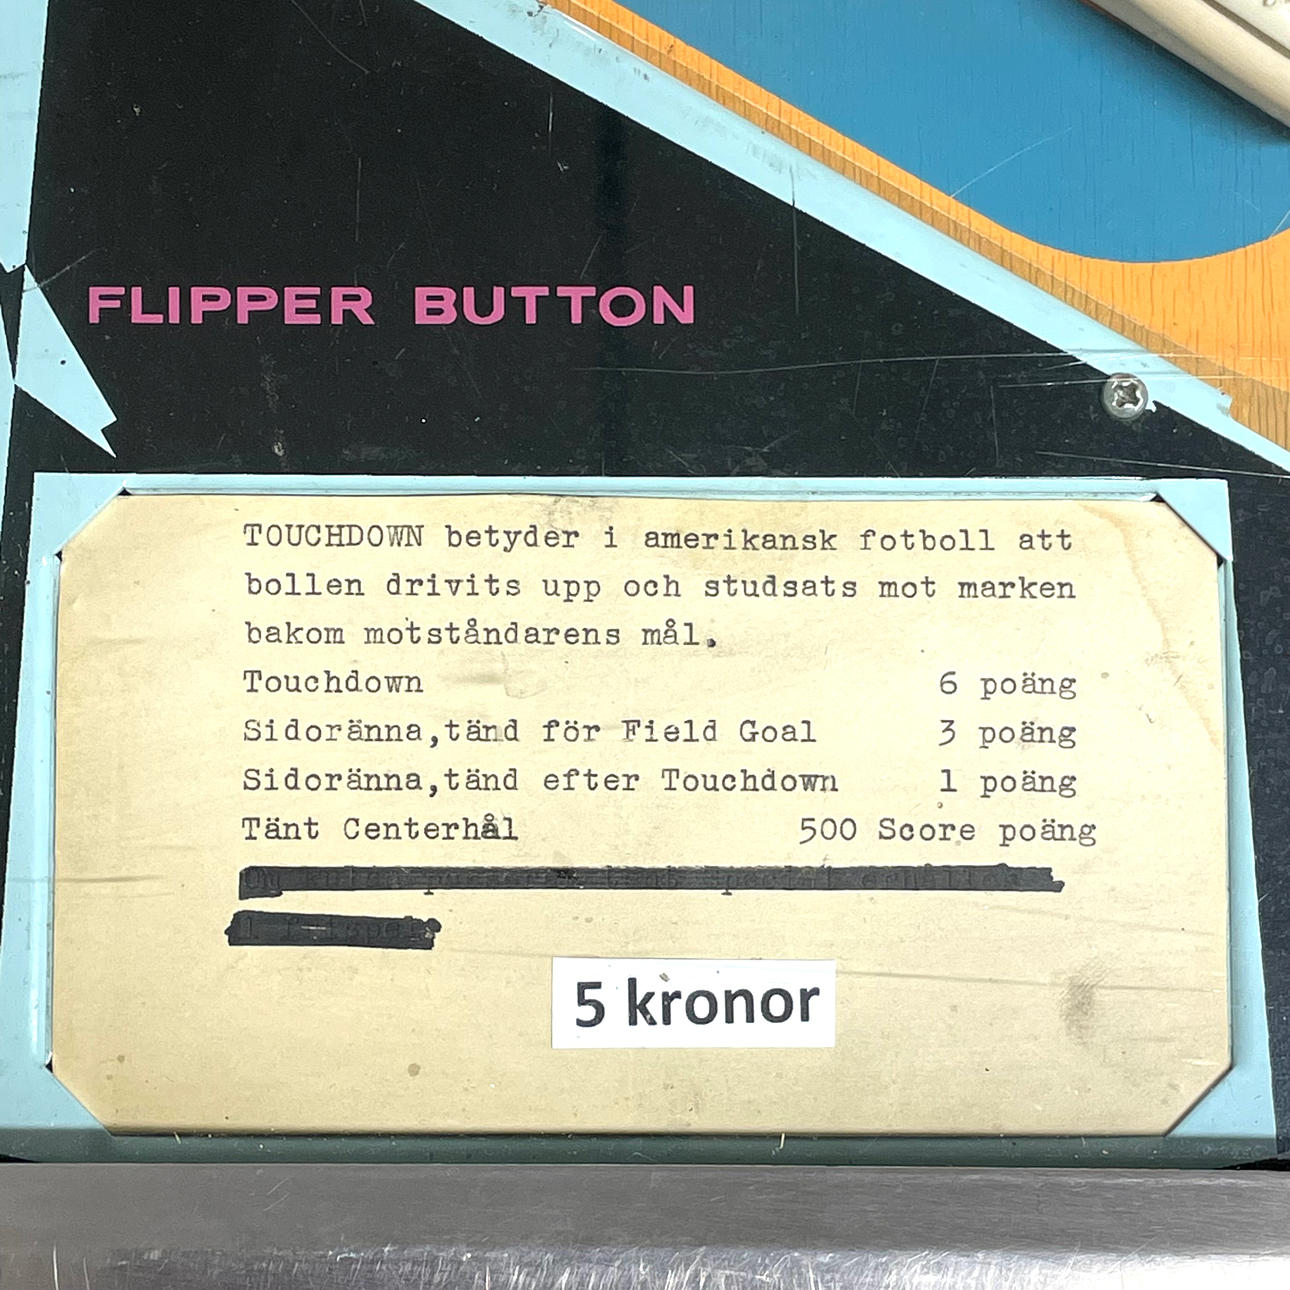 FLIPPER BUTTON
TOUCHDOWN betyder i amerikansk fotboll att
bollen drivits upp och studsats mot marken
bakom motståndarens mål.
Touchdown 6 poäng
Sidoränna,tänd för Field Goal 3 poäng
Sidoränna,tänd efter Touchdown 1 poäng
Tänt Centerhål 500 Score poäng
5 kronor